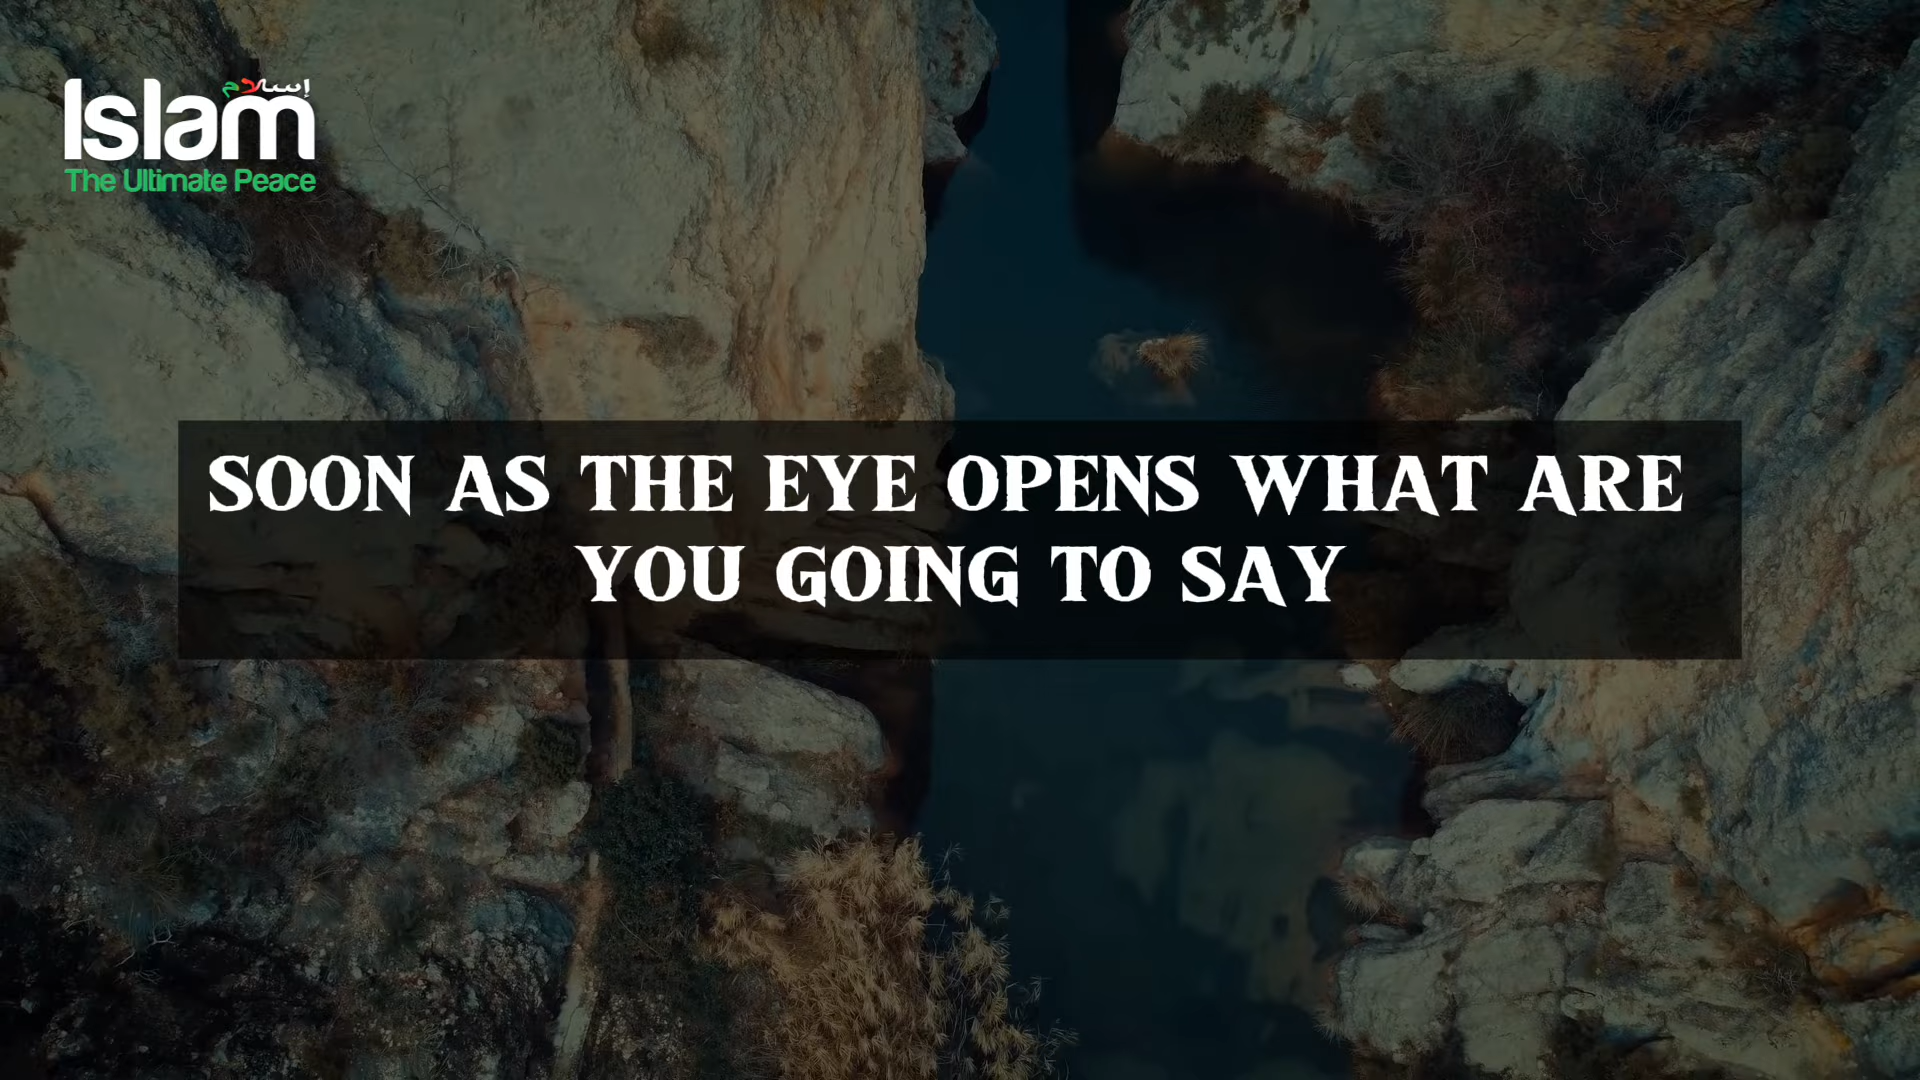 إسلام
Islam
The Ultimate Peace
SOON AS THE EYE OPENS WHAT ARE
YOU GOING TO SAY